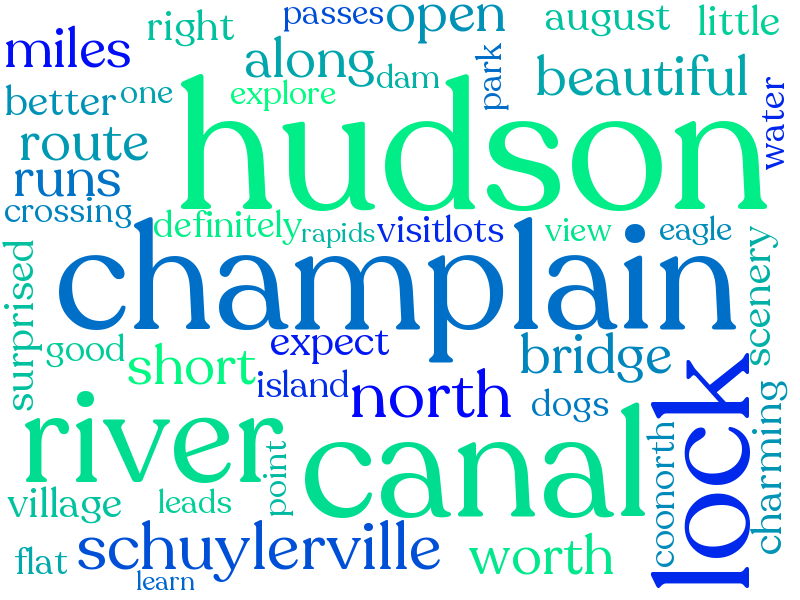 passes
open
august
little
right
miles
along
dam
park
beautiful
better
one
explore
water
route
hudson
runs
crossing
definitely
rapids
visitlots
view
eagle
surprised
champlain
scenery
good
short
expect
island
north
bridge
dogs
lock
charming
river
point
canal
coonorth
village
leads
schuylerville
worth
flat
learn